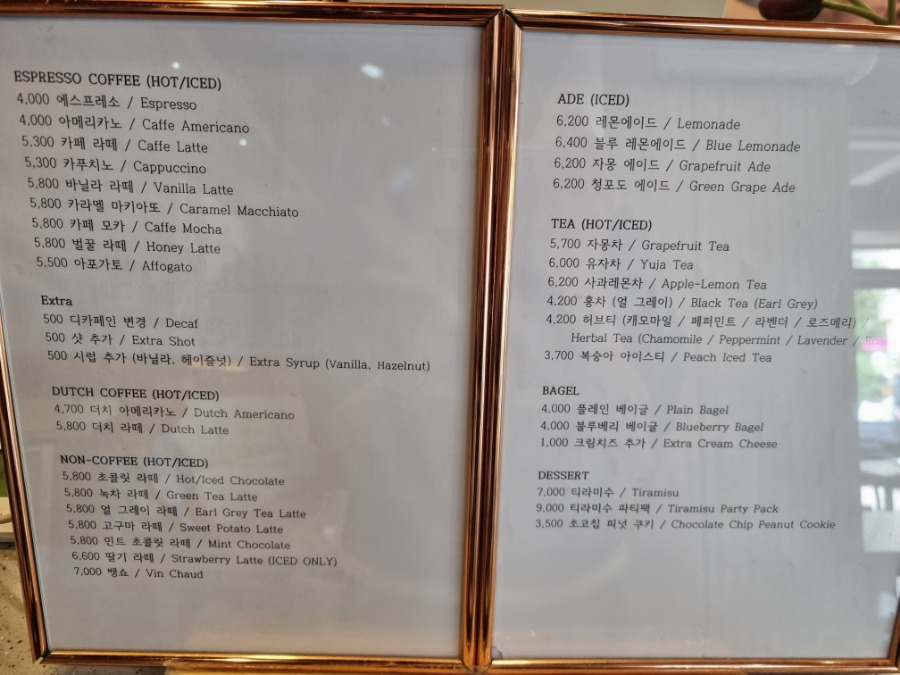 ESPRESSO COFFEE (HOT/ICED)
4,000 에스프레소 / Espresso
4,000 아메리카노 / Caffe Americano
5,300 카페 라떼 / Caffe Latte
5,300 카푸치노 / Cappuccino
5,800 바닐라 라떼 / Vanilla Latte
5,800 카라멜 마키아또 / Caramel Macchiato
5,800 카페 모카 / Caffe Mocha
5,800 벌꿀 라떼 / Honey Latte
5,500 아포가토 / Affogato
Extra
500 디카페인 변경 / Decaf
500 샷 추가 / Extra Shot
500 시럽 추가 (바닐라, 헤이즐넛) / Extra Syrup (Vanilla, Hazelnut)
DUTCH COFFEE (HOT/ICED)
4,700 더치 아메리카노 / Dutch Americano
5,800 더치 라떼 / Dutch Latte
NON-COFFEE (HOT/ICED)
5,800 초콜릿 라떼 / Hot/Iced Chocolate
5,800 녹차 라떼 / Green Tea Latte
5,800 얼 그레이 라떼 / Earl Grey Tea Latte
5,800 고구마 라떼 / Sweet Potato Latte
5,800 민트 초콜릿 라떼 / Mint Chocolate
6,600 딸기 라떼 / Strawberry Latte (ICED ONLY)
7,000 뱅쇼 / Vin Chaud
ADE (ICED)
6,200 레몬에이드 / Lemonade
6,400 블루 레몬에이드 / Blue Lemonade
6,200 자몽 에이드 / Grapefruit Ade
6,200 청포도 에이드 / Green Grape Ade
TEA (HOT/ICED)
5,700 자몽차 / Grapefruit Tea
6,000 유자차 / Yuja Tea
6,200 사과레몬차 / Apple-Lemon Tea
4,200 홍차 (얼 그레이) / Black Tea (Earl Grey)
4,200 허브티 (캐모마일 / 페퍼민트 / 라벤더 / 로즈메리) /
Herbal Tea (Chamomile / Peppermint / Lavender /
3,700 복숭아 아이스티 / Peach Iced Tea
BAGEL
4,000 플레인 베이글 / Plain Bagel
4,000 블루베리 베이글 / Blueberry Bagel
1,000 크림치즈 추가 / Extra Cream Cheese
DESSERT
7,000 티라미수 / Tiramisu
9,000 티라미수 파티팩 / Tiramisu Party Pack
3,500 초코칩 피넛 쿠키 / Chocolate Chip Peanut Cookie